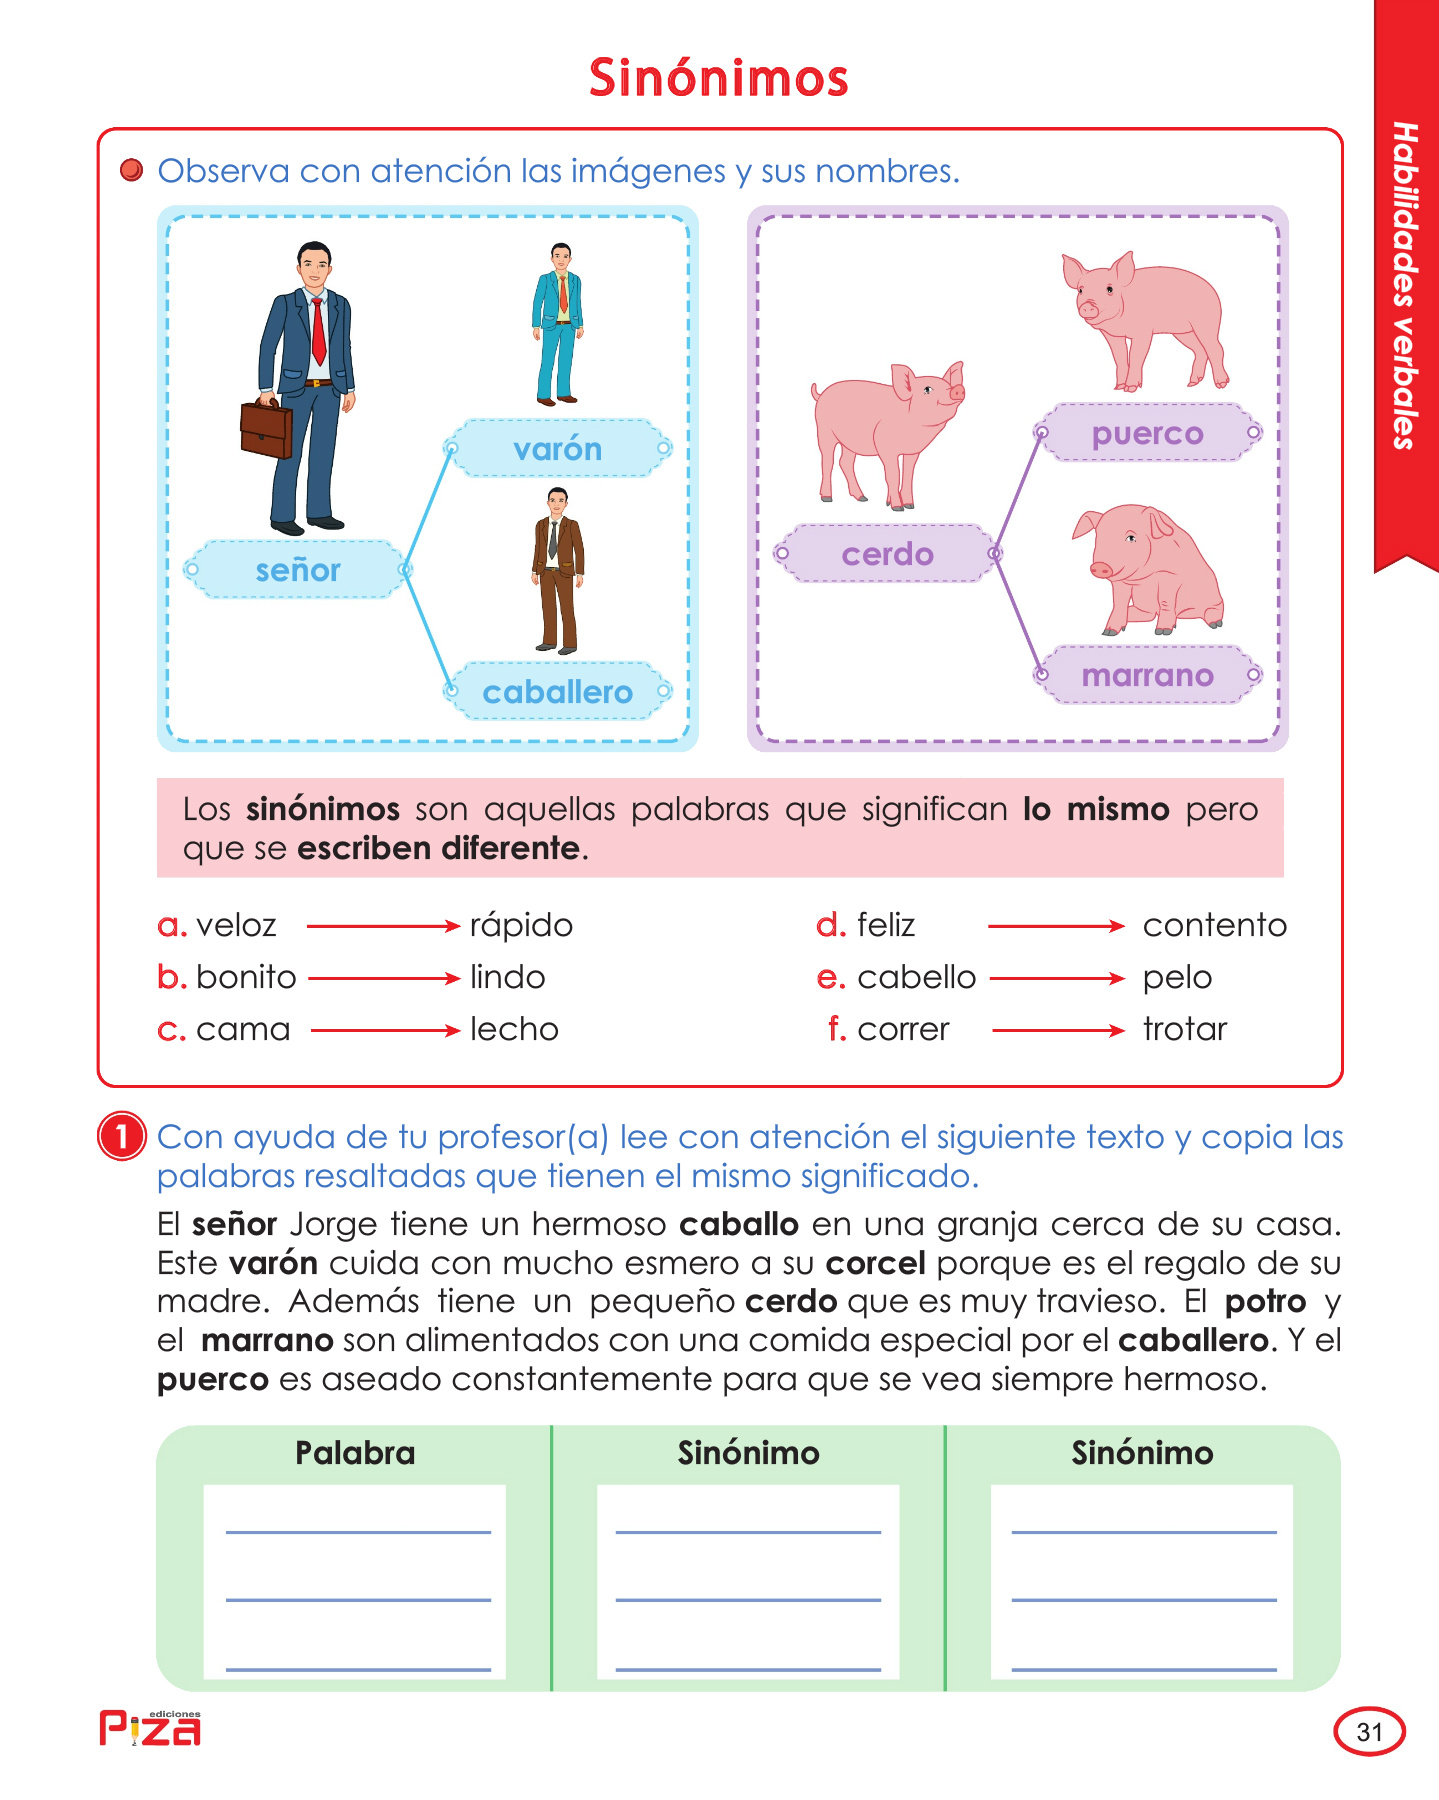 Sinónimos
Habilidades verbales
Observa con atención las imágenes y sus nombres.
señor
varón
caballero
cerdo
puerco
marrano
Los sinónimos son aquellas palabras que significan lo mismo pero
que se escriben diferente.
a. veloz rápido
b. bonito lindo
c. cama lecho
d. feliz contento
e. cabello pelo
f. correr trotar
1 Con ayuda de tu profesor(a) lee con atención el siguiente texto y copia las
palabras resaltadas que tienen el mismo significado.
El señor Jorge tiene un hermoso caballo en una granja cerca de su casa.
Este varón cuida con mucho esmero a su corcel porque es el regalo de su
madre. Además tiene un pequeño cerdo que es muy travieso. El potro y
el marrano son alimentados con una comida especial por el caballero. Y el
puerco es aseado constantemente para que se vea siempre hermoso.
Palabra Sinónimo Sinónimo
ediciones
Piza
31